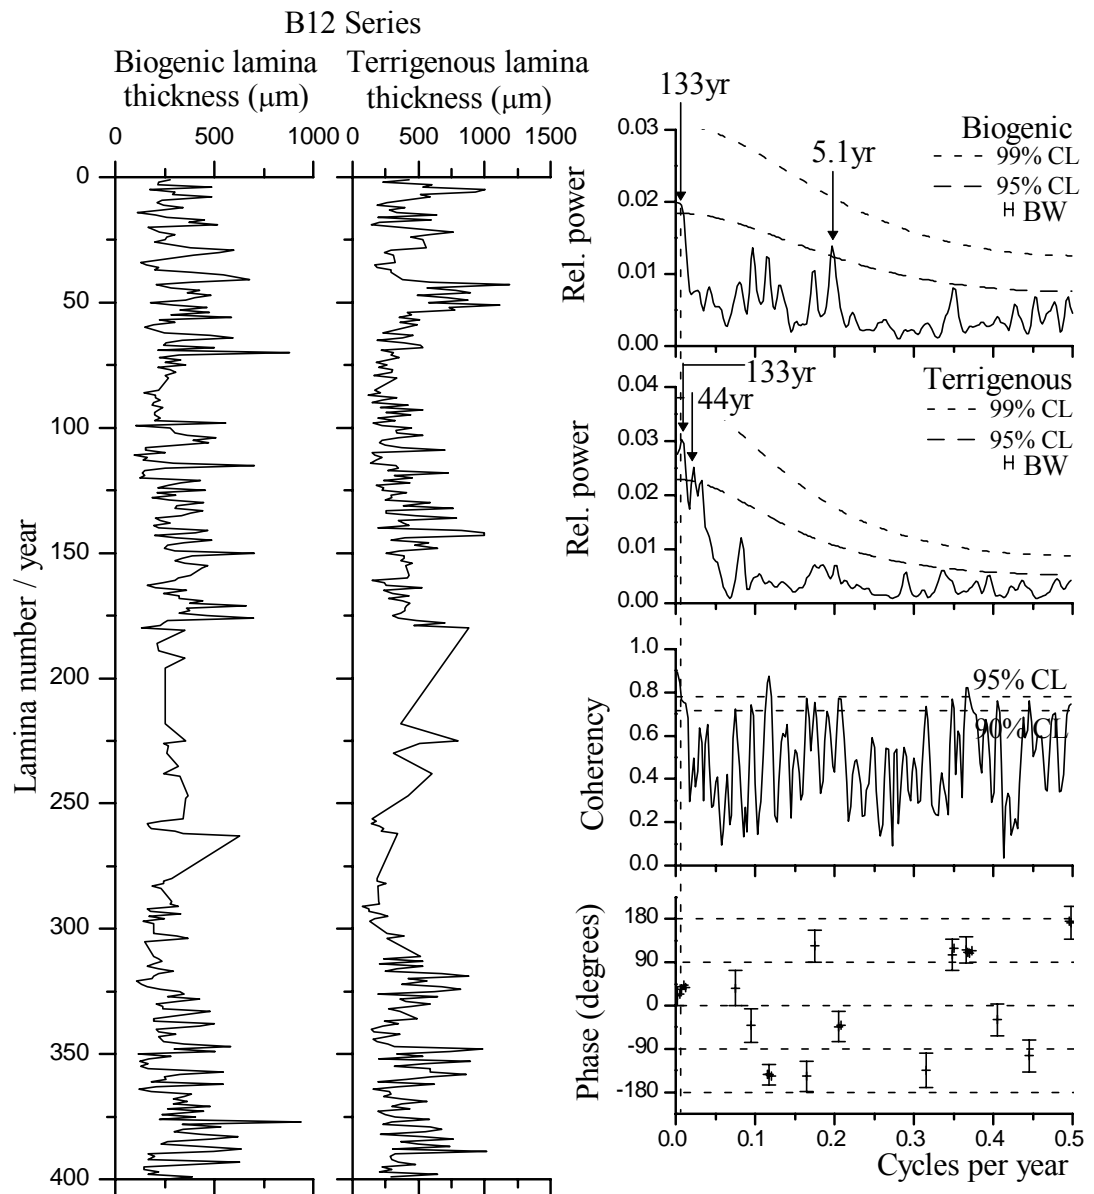 B12 Series
Biogenic lamina
thickness (μm)
Terrigenous lamina
thickness (μm)
0 500 1000
0 500 1000 1500
Lamina number / year
0
50
100
150
200
250
300
350
400
133yr
5.1yr
Biogenic
99% CL
95% CL
BW
Rel. power
0.03
0.02
0.01
0.00
133yr
44yr
Terrigenous
99% CL
95% CL
BW
Rel. power
0.04
0.03
0.02
0.01
0.00
Coherency
1.0
0.8
0.6
0.4
0.2
0.0
95% CL
90% CL
Phase (degrees)
180
90
0
-90
-180
0.0 0.1 0.2 0.3 0.4 0.5
Cycles per year